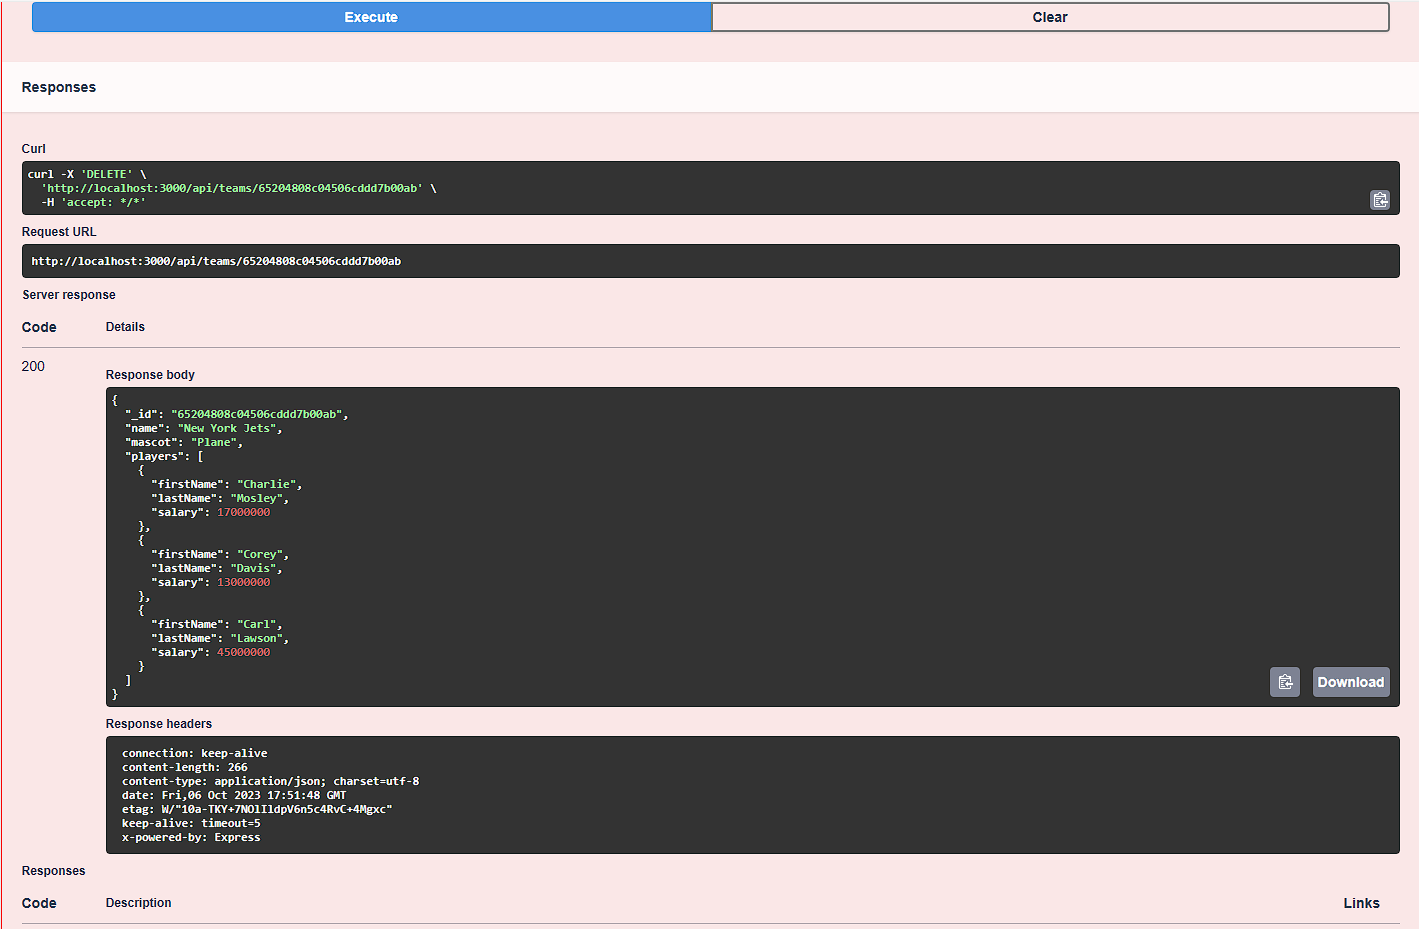 Execute
Clear
Responses
Curl
curl -X 'DELETE' \
'http://localhost:3000/api/teams/65204808c04506cddd7b00ab' \
-H 'accept: */*'
Request URL
http://localhost:3000/api/teams/65204808c04506cddd7b00ab
Server response
Code Details
200
Response body
{
"_id": "65204808c04506cddd7b00ab",
"name": "New York Jets",
"mascot": "Plane",
"players": [
{
"firstName": "Charlie",
"lastName": "Mosley",
"salary": 17000000
},
{
"firstName": "Corey",
"lastName": "Davis",
"salary": 13000000
},
{
"firstName": "Carl",
"lastName": "Lawson",
"salary": 45000000
}
]
}
Download
Response headers
connection: keep-alive
content-length: 266
content-type: application/json; charset=utf-8
date: Fri,06 Oct 2023 17:51:48 GMT
etag: W/"10a-TKY+7NOlIldpV6n5c4RvC+4Mgxc"
keep-alive: timeout=5
x-powered-by: Express
Responses
Code Description Links